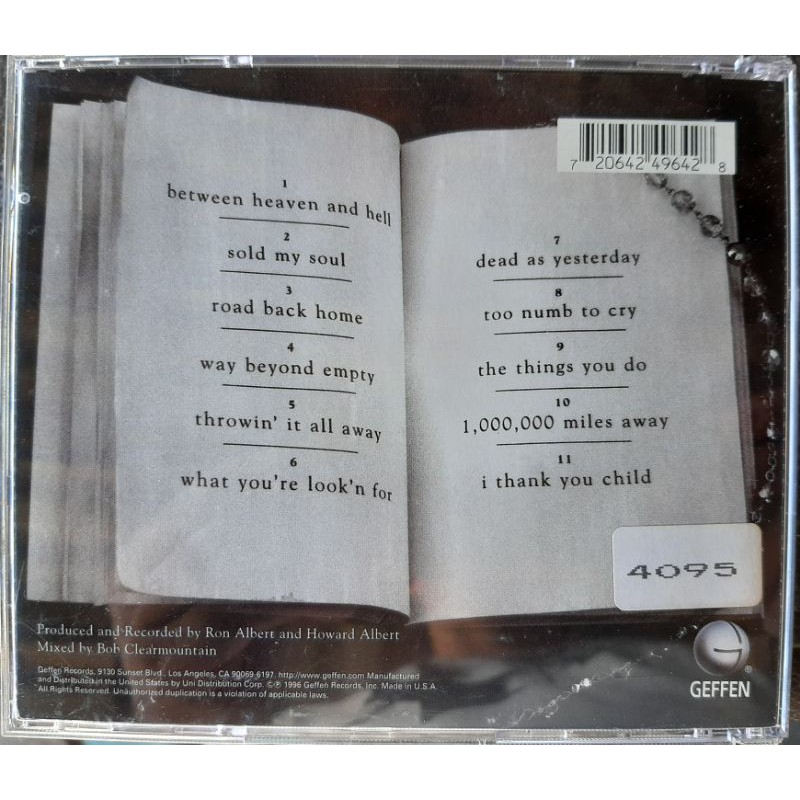 1
between heaven and hell
2
sold my soul
3
road back home
4
way beyond empty
5
throwin' it all away
6
what you're look'n for
7 20642 49642 8
7
dead as yesterday
8
too numb to cry
9
the things you do
10
1,000,000 miles away
11
i thank you child
4095
Produced and Recorded by Ron Albert and Howard Albert
Mixed by Bob Clearmountain
Geffen Records, 9130 Sunset Blvd., Los Angeles, CA 90069-6197. http://www.geffen.com Manufactured
and Distributed in the United States by Uni Distribution Corp. ©℗ 1996 Geffen Records, Inc. Made in U.S.A
All Rights Reserved. Unauthorized duplication is a violation of applicable laws.
®
GEFFEN